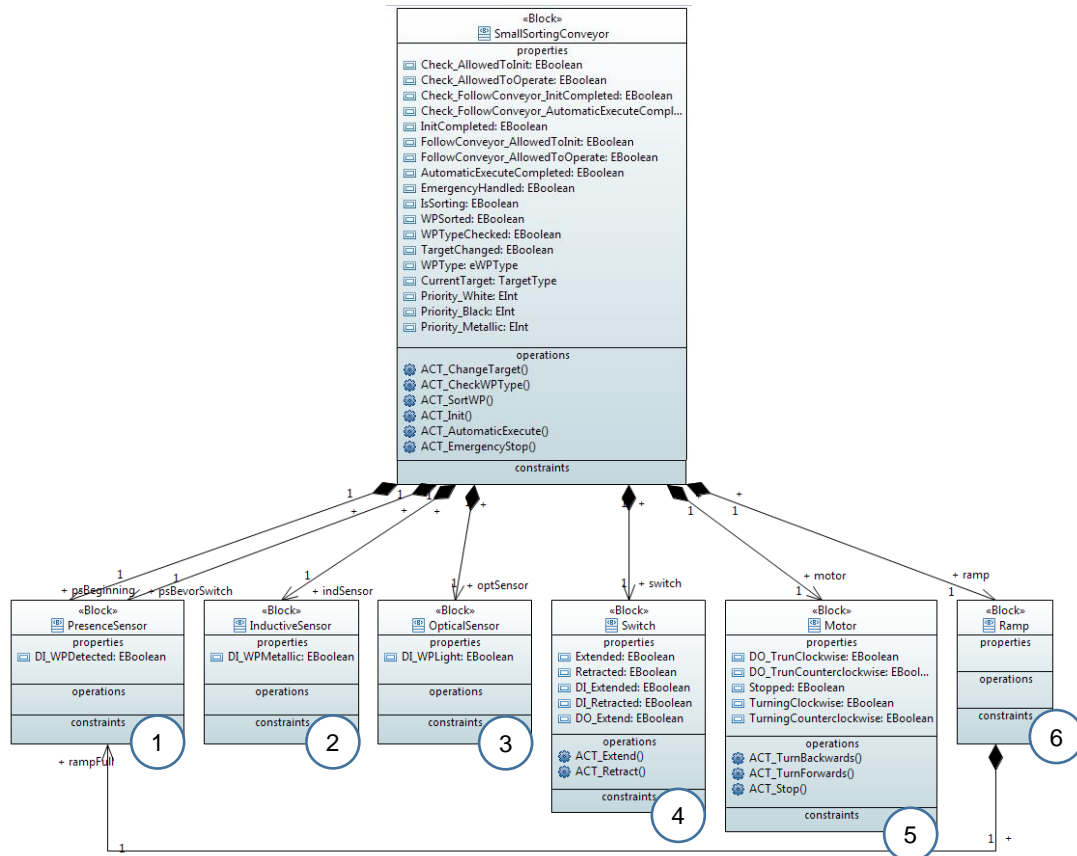 «Block»
SmallSortingConveyor
properties
Check_AllowedToInit: EBoolean
Check_AllowedToOperate: EBoolean
Check_FollowConveyor_InitCompleted: EBoolean
Check_FollowConveyor_AutomaticExecuteCompl...
InitCompleted: EBoolean
FollowConveyor_AllowedToInit: EBoolean
FollowConveyor_AllowedToOperate: EBoolean
AutomaticExecuteCompleted: EBoolean
EmergencyHandled: EBoolean
IsSorting: EBoolean
WPSorted: EBoolean
WPTypeChecked: EBoolean
TargetChanged: EBoolean
WPType: eWPType
CurrentTarget: TargetType
Priority_White: EInt
Priority_Black: EInt
Priority_Metallic: EInt
operations
ACT_ChangeTarget()
ACT_CheckWPType()
ACT_SortWP()
ACT_Init()
ACT_AutomaticExecute()
ACT_EmergencyStop()
constraints
1 + 1 + 1 + 1 + 1 + 1 + 1 +
1 + psBeginning
1 + psBevorSwitch
1 + indSensor
1 + optSensor
1 + switch
1 + motor
1 + ramp
«Block»
PresenceSensor
properties
DI_WPDetected: EBoolean
operations
constraints
1
«Block»
InductiveSensor
properties
DI_WPMetallic: EBoolean
operations
constraints
2
«Block»
OpticalSensor
properties
DI_WPLight: EBoolean
operations
constraints
3
«Block»
Switch
properties
Extended: EBoolean
Retracted: EBoolean
DI_Extended: EBoolean
DI_Retracted: EBoolean
DO_Extend: EBoolean
operations
ACT_Extend()
ACT_Retract()
constraints
4
«Block»
Motor
properties
DO_TrunClockwise: EBoolean
DO_TrunCounterclockwise: EBool...
Stopped: EBoolean
TurningClockwise: EBoolean
TurningCounterclockwise: EBoolean
operations
ACT_TurnBackwards()
ACT_TurnForwards()
ACT_Stop()
constraints
5
«Block»
Ramp
properties
operations
constraints
6
+ rampFull
1
1 +